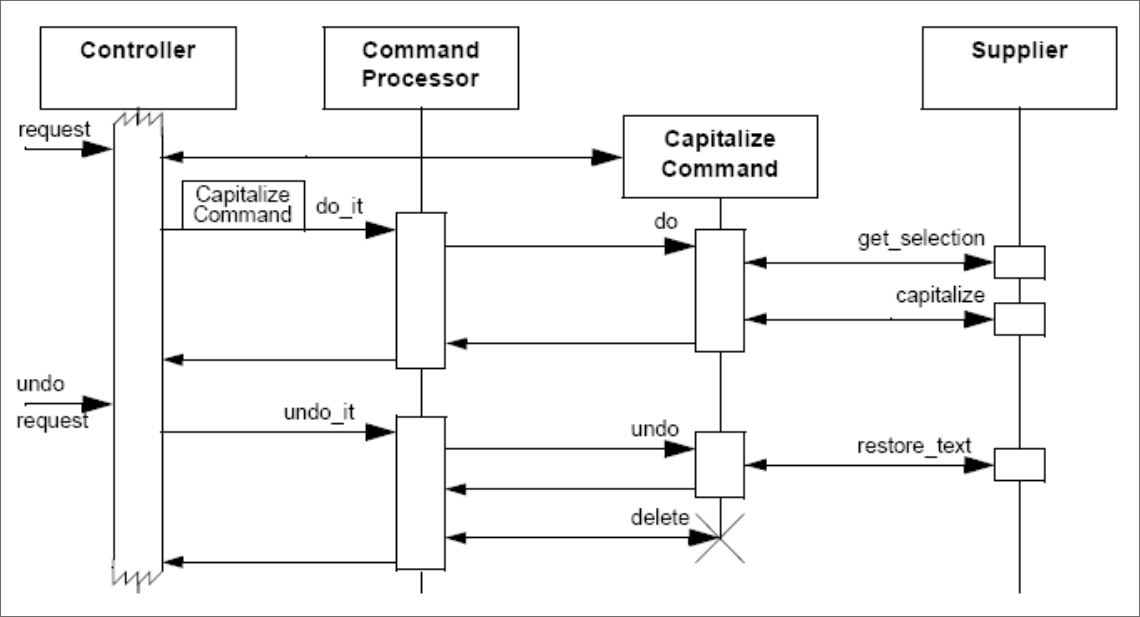 Controller
Command
Processor
Supplier
request
Capitalize
Command
Capitalize
Command
do_it
do
get_selection
capitalize
undo
request
undo_it
undo
restore_text
delete